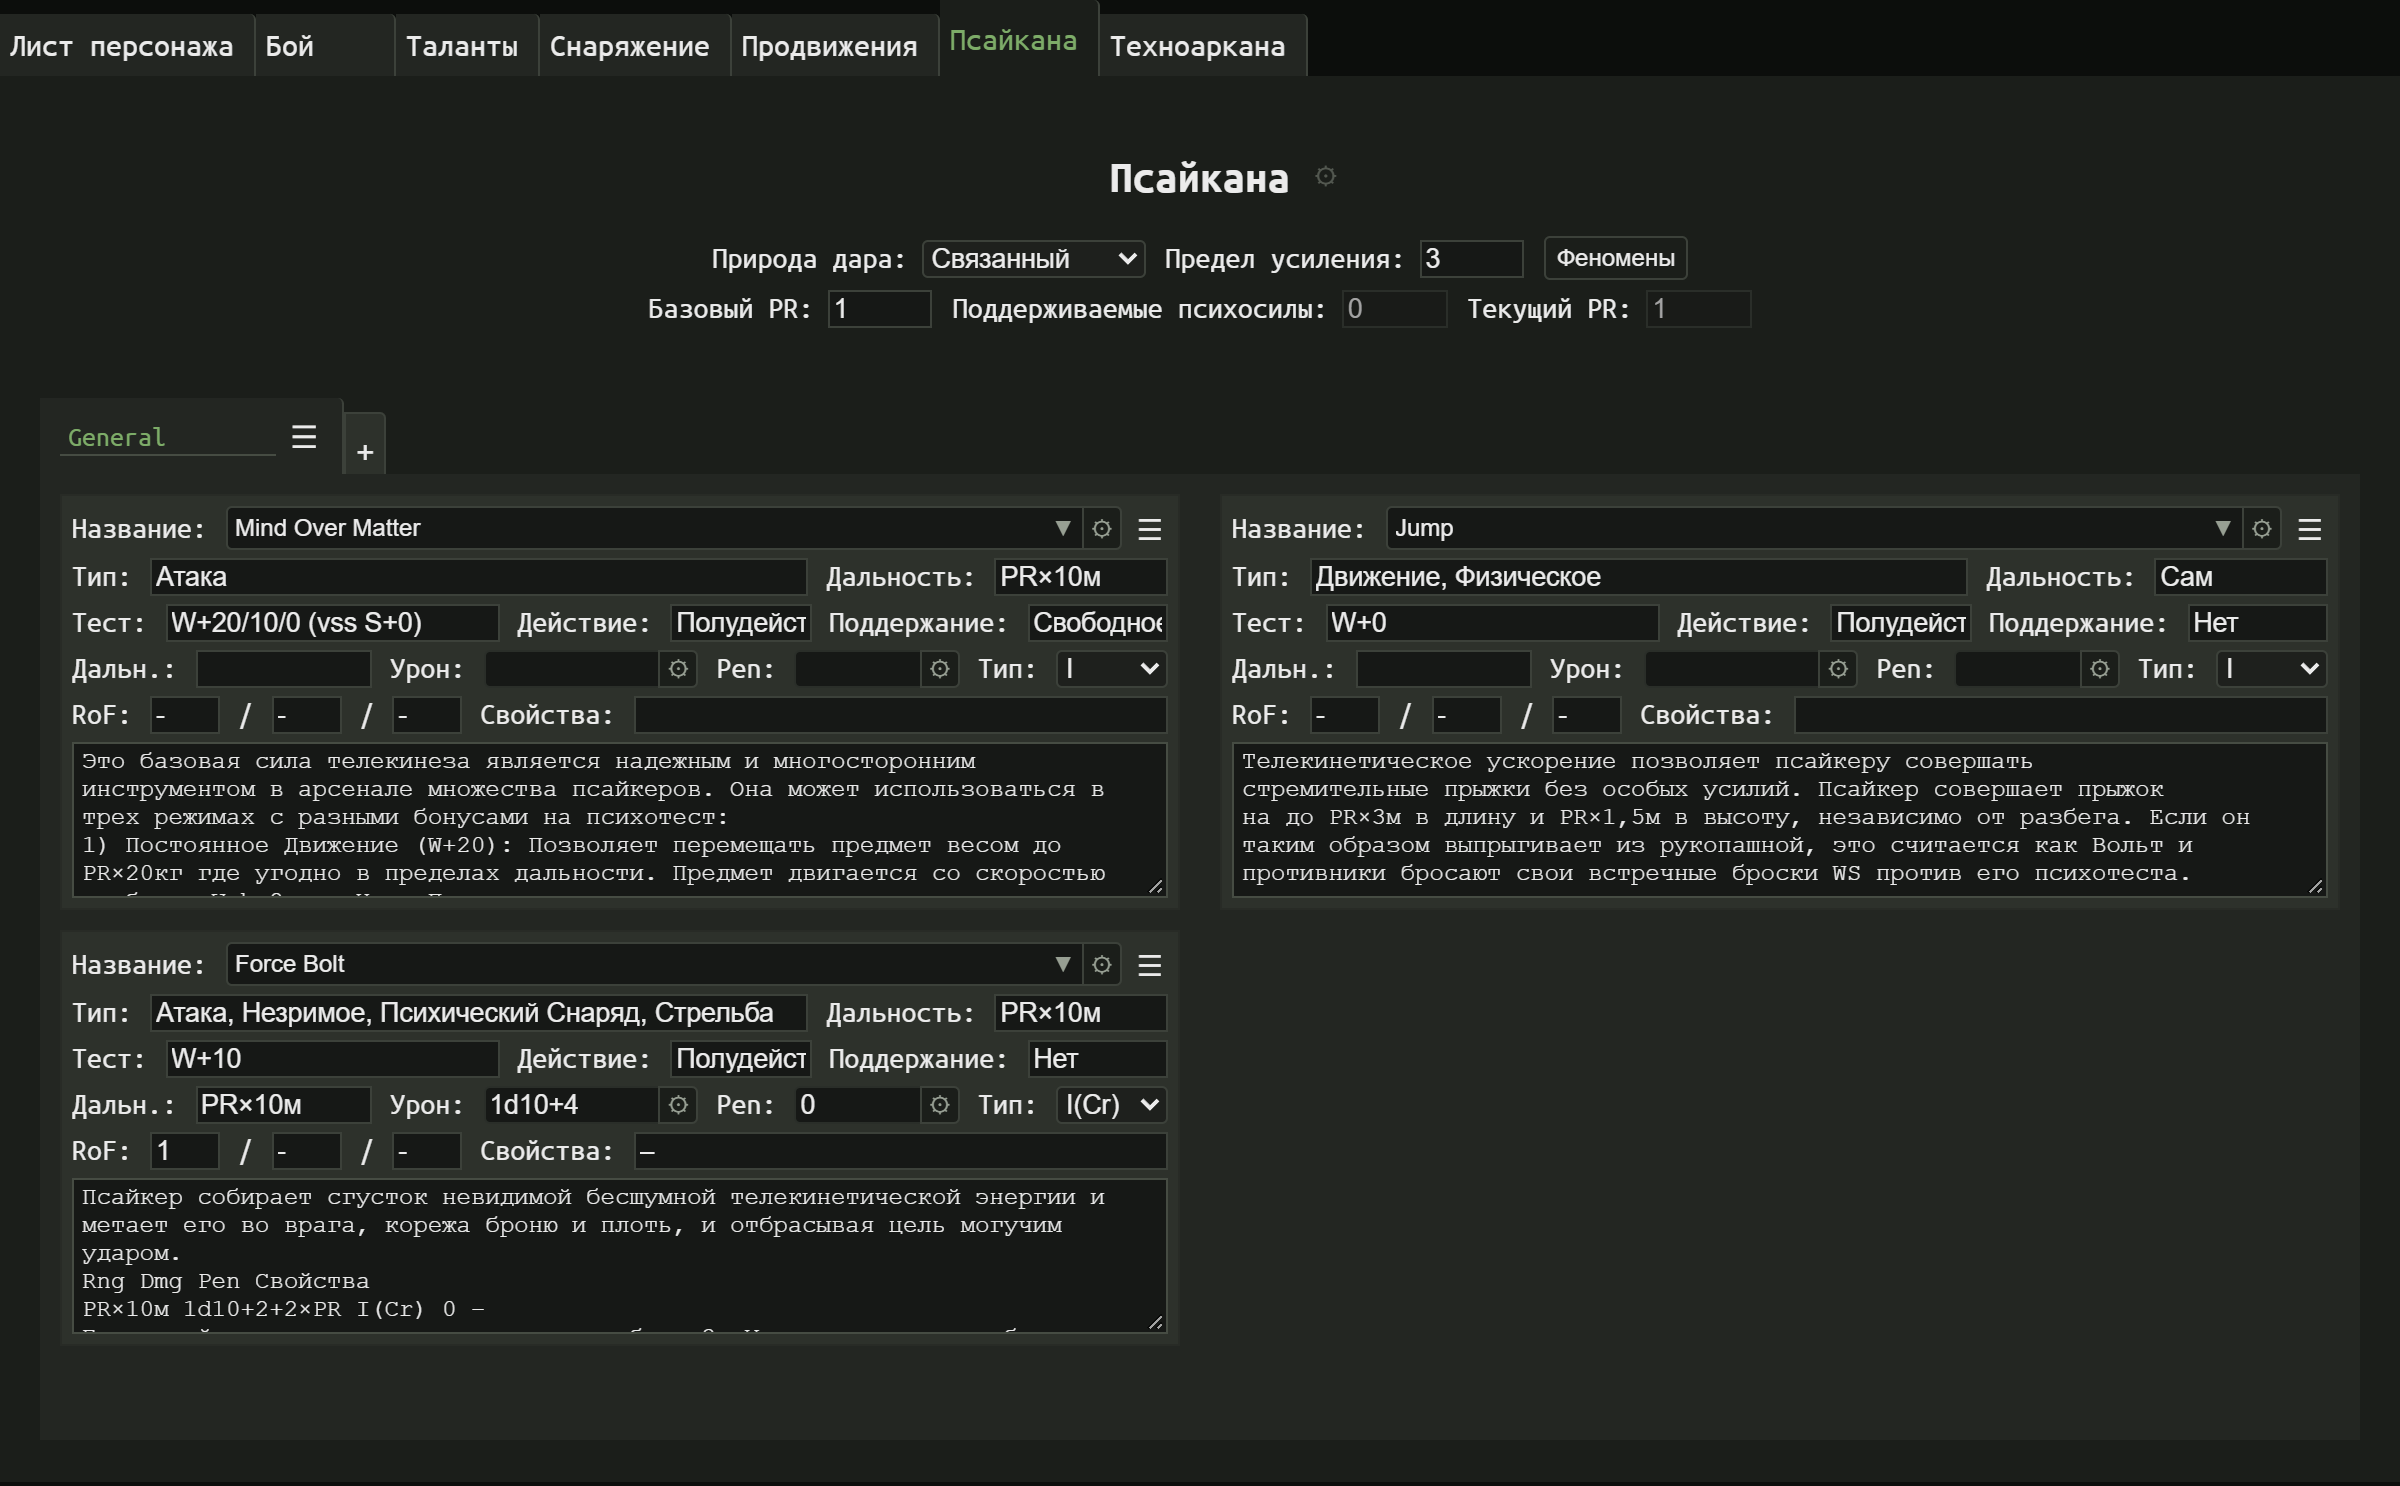 Лист персонажа Бой Таланты Снаряжение Продвижения Псайкана Техноаркана
Псайкана
Природа дара: Связанный Предел усиления: 3 Феномены
Базовый PR: 1 Поддерживаемые психосилы: 0 Текущий PR: 1
General +
Название: Mind Over Matter
Тип: Атака Дальность: PR×10м
Тест: W+20/10/0 (vss S+0) Действие: Полудейст Поддержание: Свободное
Дальн.: Урон: Pen: Тип: I
RoF: - / - / - Свойства:
Это базовая сила телекинеза является надежным и многосторонним
инструментом в арсенале множества псайкеров. Она может использоваться в
трех режимах с разными бонусами на психотест:
1) Постоянное Движение (W+20): Позволяет перемещать предмет весом до
PR×20кг где угодно в пределах дальности. Предмет двигается со скоростью
Название: Jump
Тип: Движение, Физическое Дальность: Сам
Тест: W+0 Действие: Полудейст Поддержание: Нет
Дальн.: Урон: Pen: Тип: I
RoF: - / - / - Свойства:
Телекинетическое ускорение позволяет псайкеру совершать
стремительные прыжки без особых усилий. Псайкер совершает прыжок
на до PR×3м в длину и PR×1,5м в высоту, независимо от разбега. Если он
таким образом выпрыгивает из рукопашной, это считается как Вольт и
противники бросают свои встречные броски WS против его психотеста.
Название: Force Bolt
Тип: Атака, Незримое, Психический Снаряд, Стрельба Дальность: PR×10м
Тест: W+10 Действие: Полудейст Поддержание: Нет
Дальн.: PR×10м Урон: 1d10+4 Pen: 0 Тип: I(Cr)
RoF: 1 / - / - Свойства: —
Псайкер собирает сгусток невидимой бесшумной телекинетической энергии и
метает его во врага, корежа броню и плоть, и отбрасывая цель могучим
ударом.
Rng Dmg Pen Свойства
PR×10м 1d10+2+2×PR I(Cr) 0 —